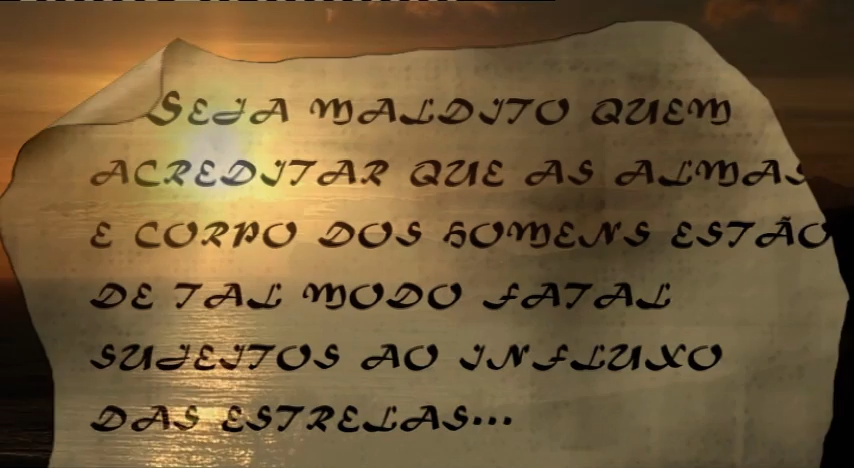 SEJA MALDITO QUEM
ACREDITAR QUE AS ALMAS
E CORPO DOS HOMENS ESTÃO
DE TAL MODO FATAL
SUJEITOS AO INFLUXO
DAS ESTRELAS...